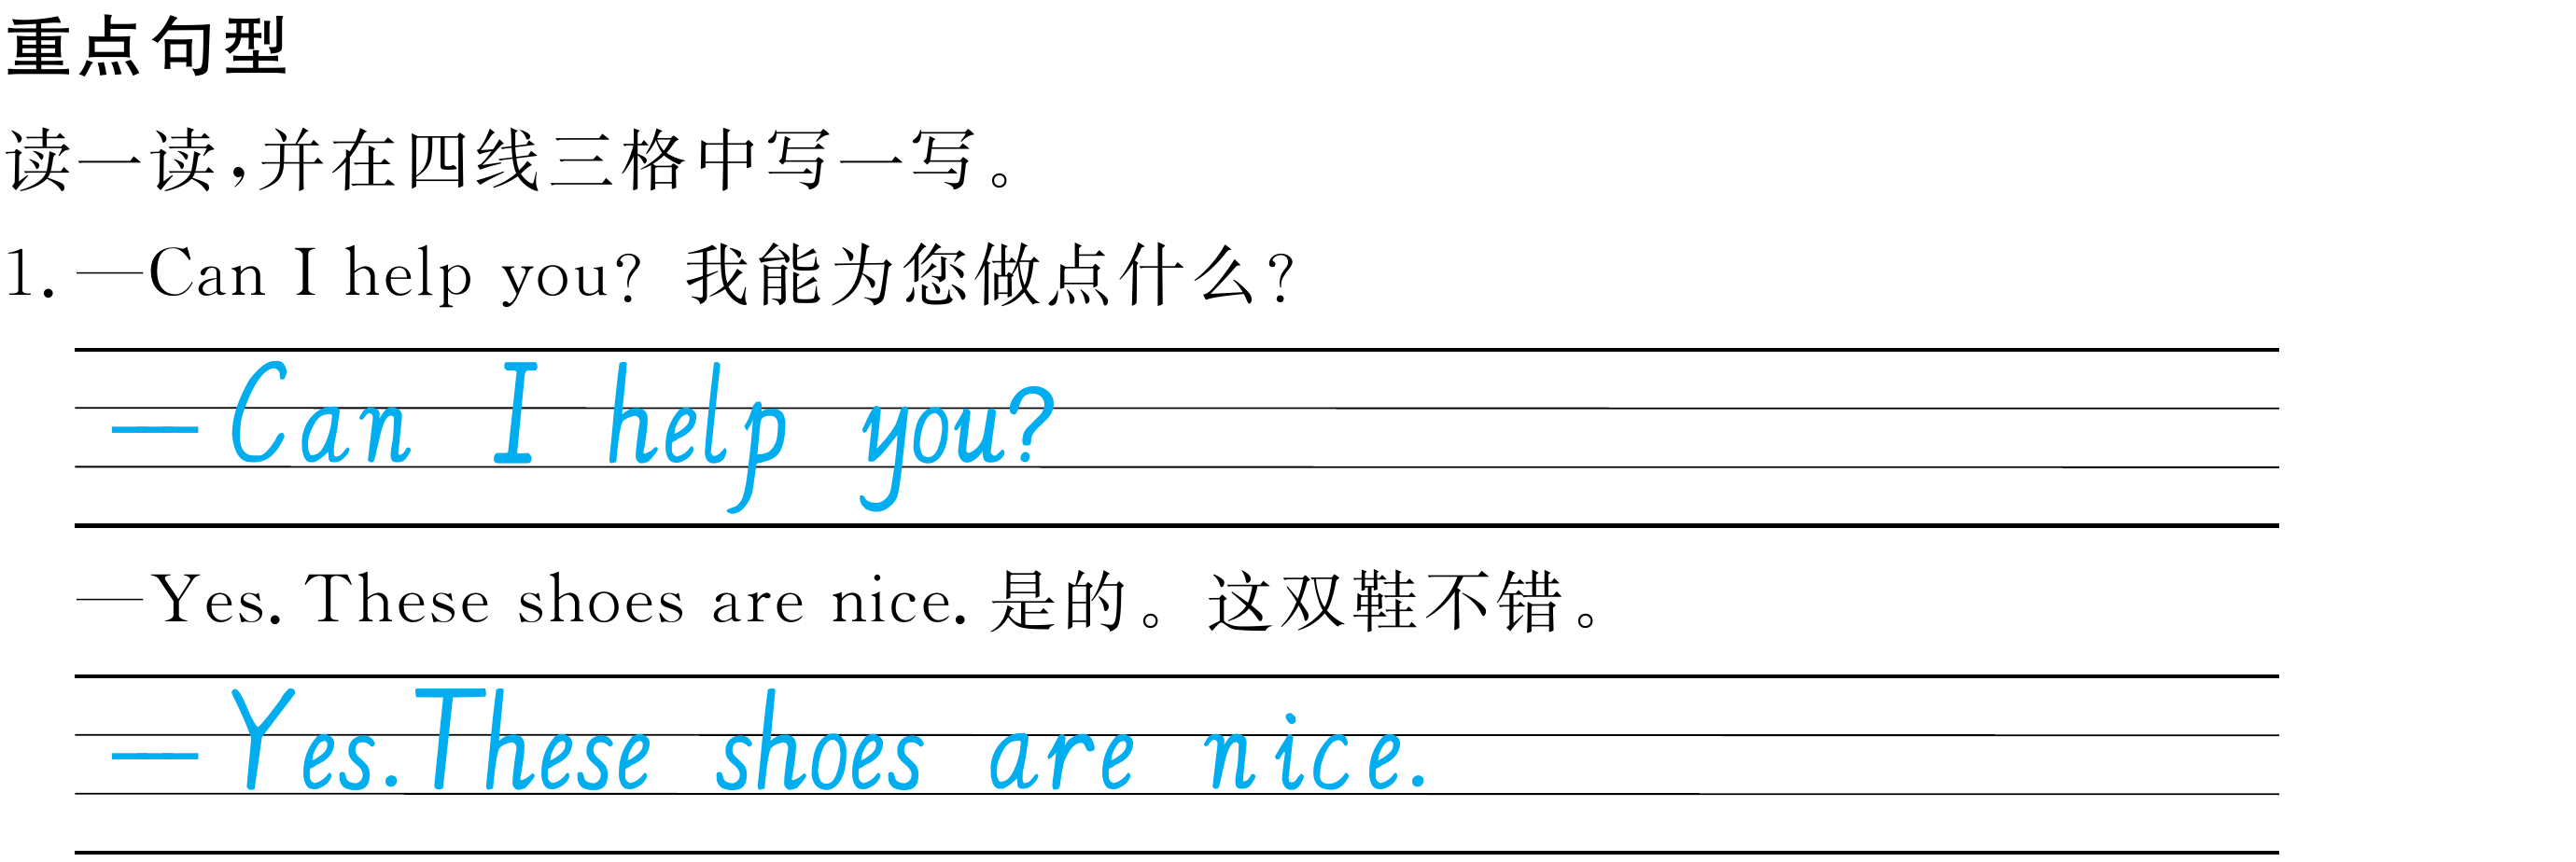 重点句型
读一读,并在四线三格中写一写。
1. —Can I help you? 我能为您做点什么?
—Can I help you?
—Yes. These shoes are nice. 是的。这双鞋不错。
—Yes.These shoes are nice.